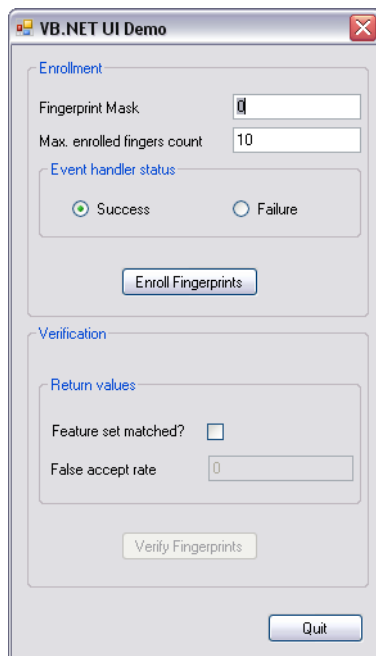 VB.NET UI Demo
Enrollment
Fingerprint Mask 0
Max. enrolled fingers count 10
Event handler status
Success Failure
Enroll Fingerprints
Verification
Return values
Feature set matched?
False accept rate 0
Verify Fingerprints
Quit